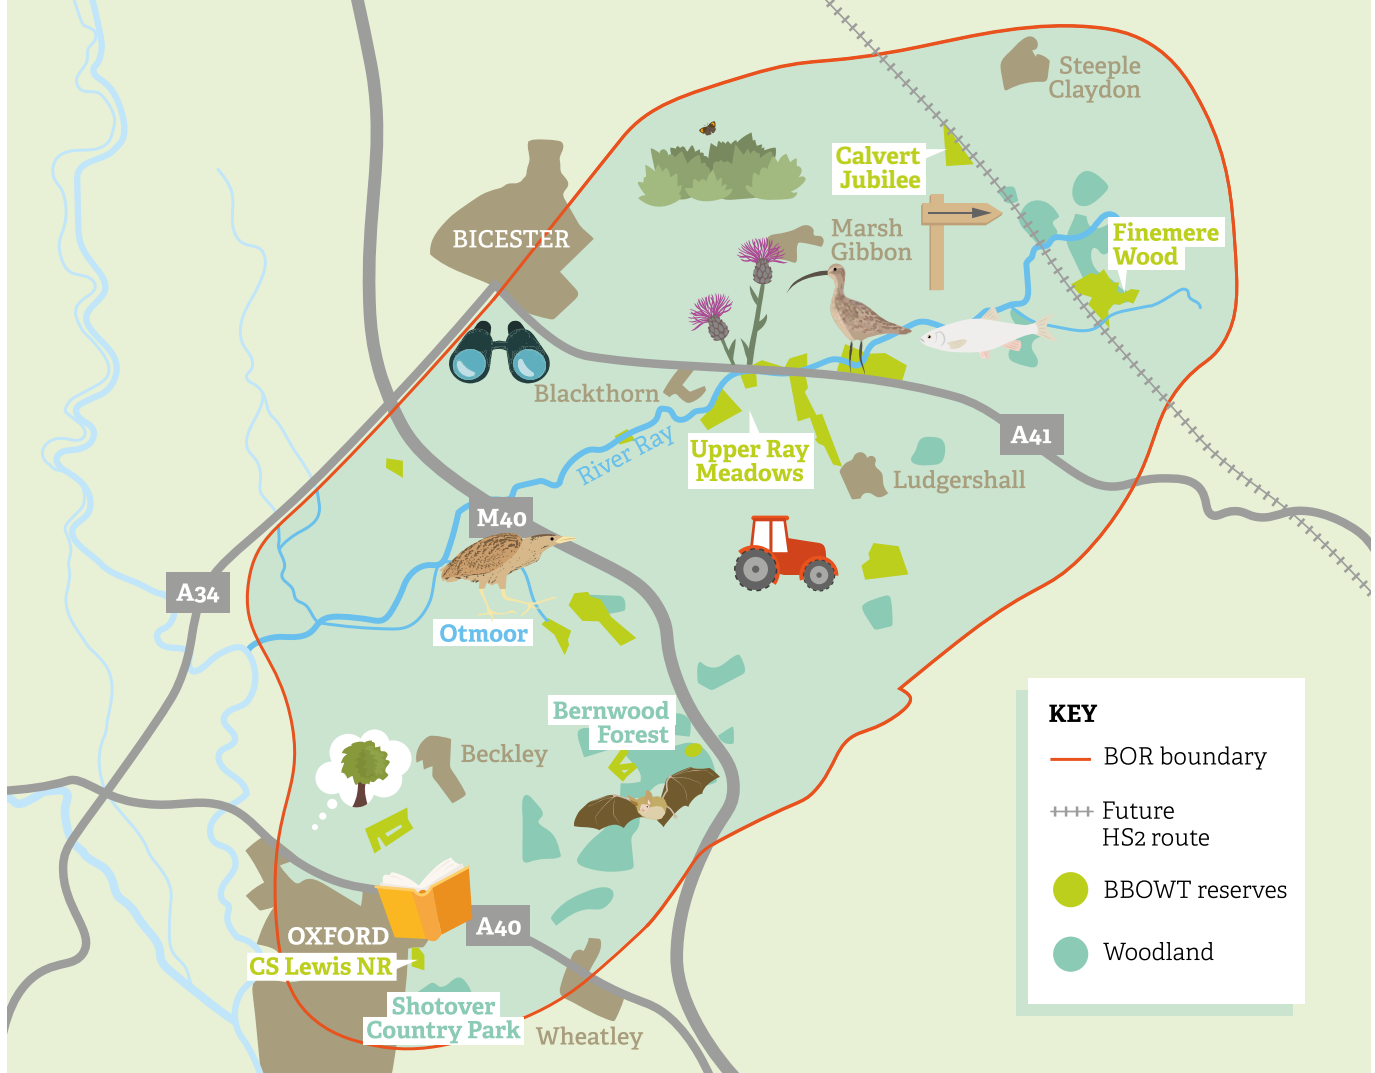 Steeple
Claydon
Calvert
Jubilee
BICESTER
Marsh
Gibbon
Finemere
Wood
Blackthorn
River Ray
Upper Ray
Meadows
A41
Ludgershall
M40
A34
Otmoor
Bernwood
Forest
Beckley
OXFORD
A40
CS Lewis NR
Shotover
Country Park
Wheatley
KEY
BOR boundary
Future
HS2 route
BBOWT reserves
Woodland